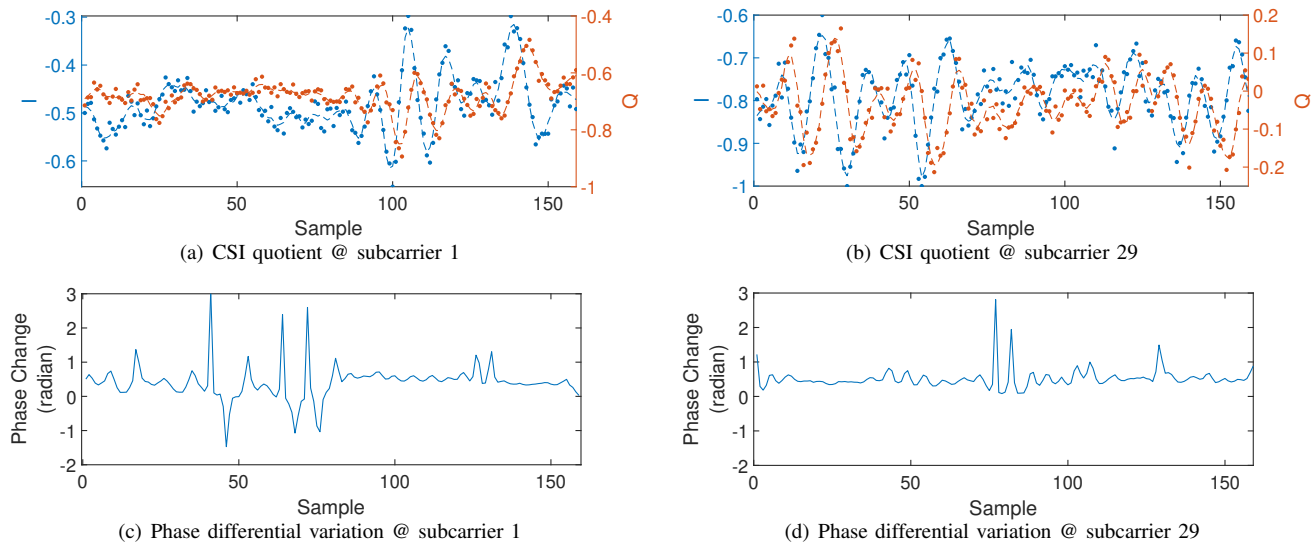 -0.3
-0.4
-0.5
-0.6
I
-0.4
-0.6
-0.8
-1
Q
0
50
100
150
Sample
(a) CSI quotient @ subcarrier 1
-0.6
-0.7
-0.8
-0.9
-1
I
0.2
0.1
0
-0.1
-0.2
Q
0
50
100
150
Sample
(b) CSI quotient @ subcarrier 29
3
2
1
0
-1
-2
Phase Change
(radian)
0
50
100
150
Sample
(c) Phase differential variation @ subcarrier 1
3
2
1
0
-1
-2
Phase Change
(radian)
0
50
100
150
Sample
(d) Phase differential variation @ subcarrier 29